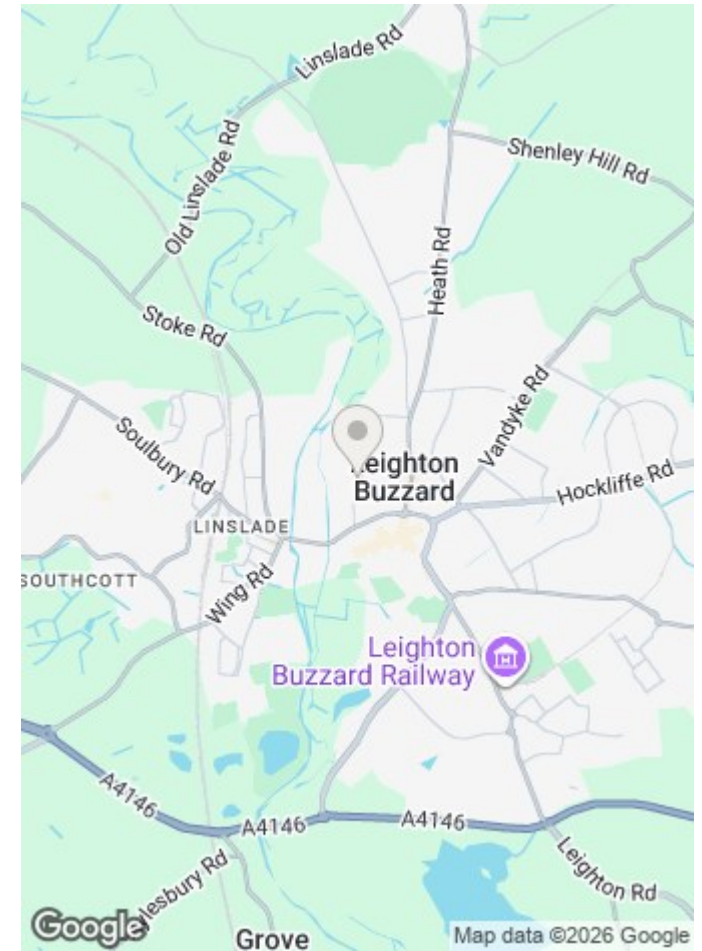 Linslade Rd
Shenley Hill Rd
Old Linslade Rd
Heath Rd
Stoke Rd
Vandyke Rd
Soulbury Rd
Leighton
Buzzard
Hockliffe Rd
LINSLADE
SOUTHCOTT
Wing Rd
Leighton
Buzzard Railway
A4146
A4146
A4146
Leighton Rd
lesbury Rd
Grove
Google
Map data ©2026 Google